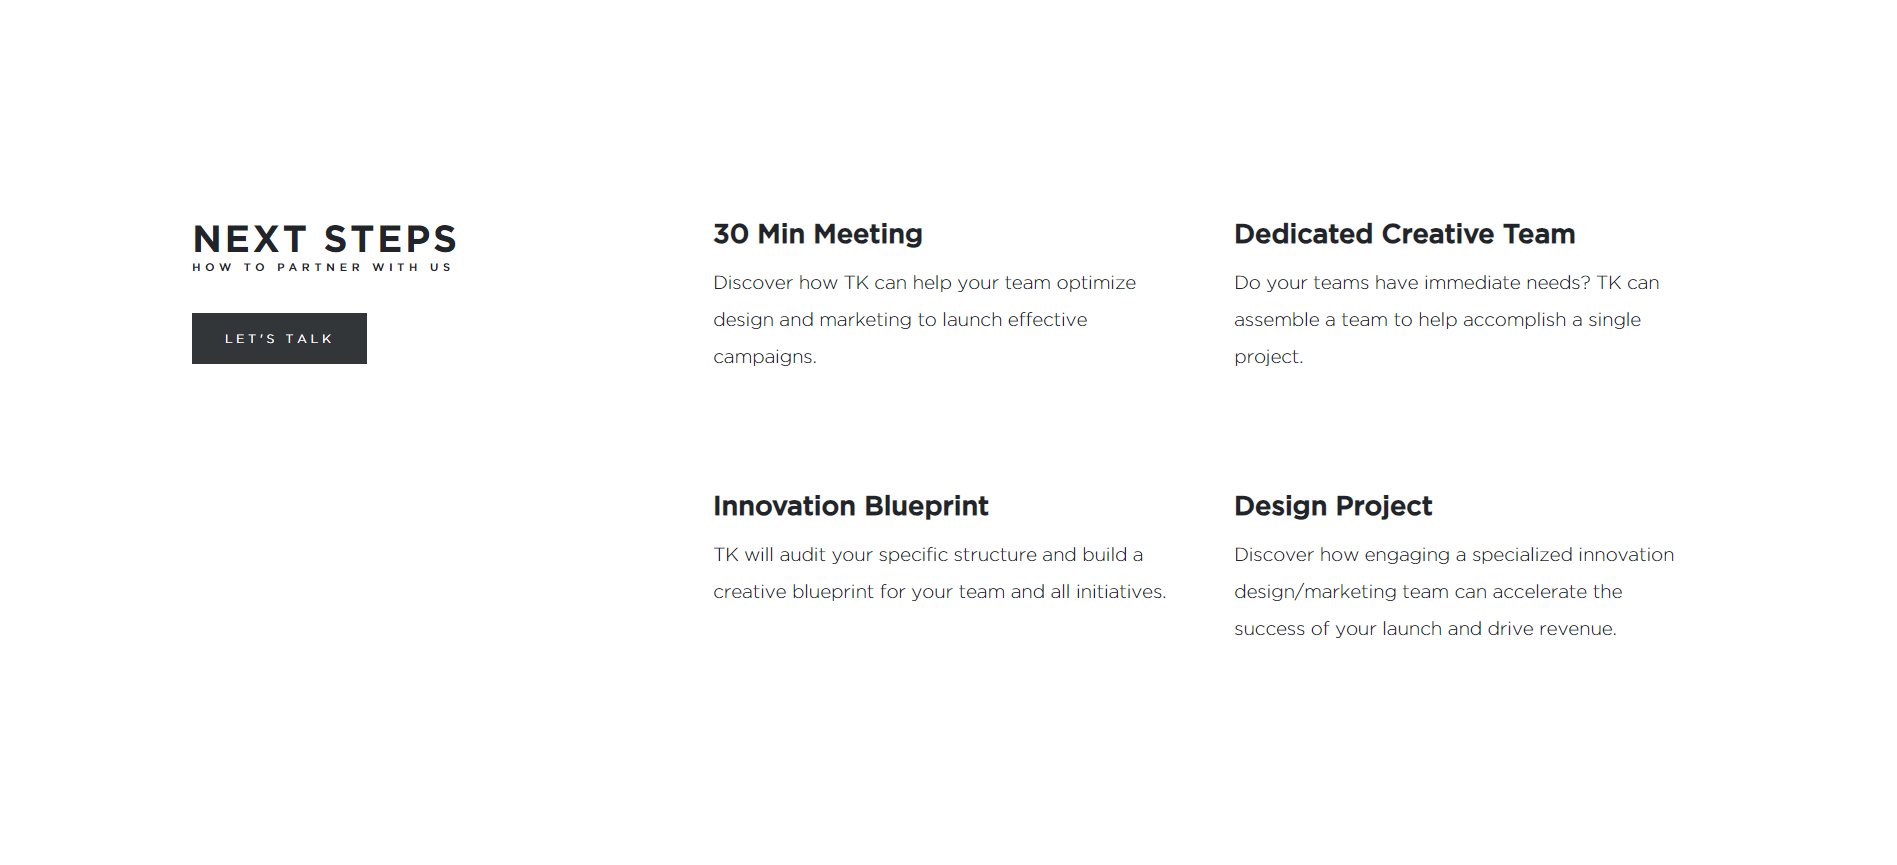 NEXT STEPS
HOW TO PARTNER WITH US
LET'S TALK
30 Min Meeting
Discover how TK can help your team optimize
design and marketing to launch effective
campaigns.
Dedicated Creative Team
Do your teams have immediate needs? TK can
assemble a team to help accomplish a single
project.
Innovation Blueprint
TK will audit your specific structure and build a
creative blueprint for your team and all initiatives.
Design Project
Discover how engaging a specialized innovation
design/marketing team can accelerate the
success of your launch and drive revenue.